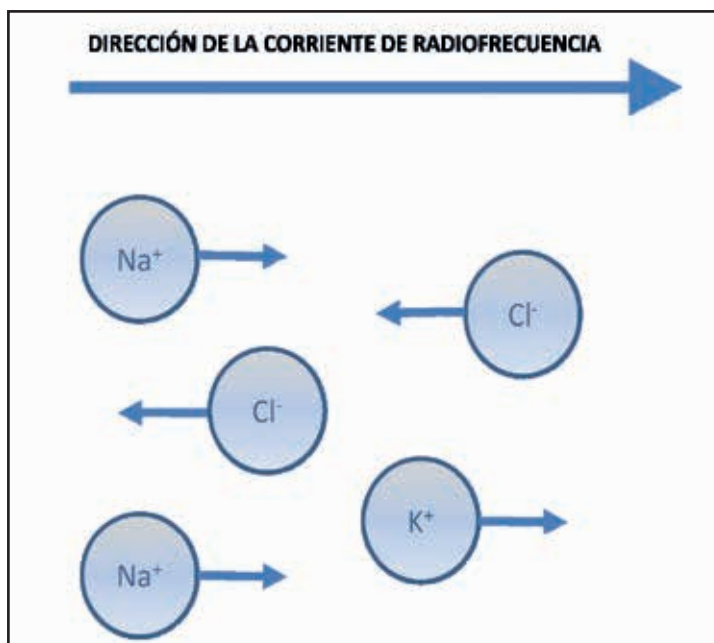 DIRECCIÓN DE LA CORRIENTE DE RADIOFRECUENCIA
Na⁺
Cl⁻
Cl⁻
K⁺
Na⁺